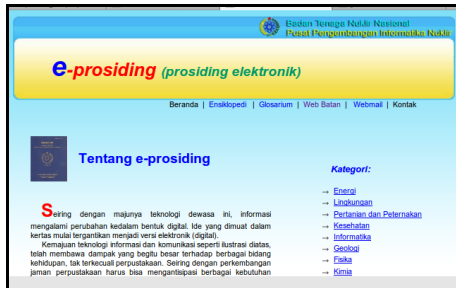 Badan Tenaga Nuklir Nasional
Pusat Pengembangan Informatika Nuklir
e-prosiding (prosiding elektronik)
Beranda | Ensiklopedi | Glosarium | Web Batan | Webmail | Kontak
Tentang e-prosiding
Seiring dengan majunya teknologi dewasa ini, informasi
mengalami perubahan kedalam bentuk digital. Ide yang dimuat dalam
kertas mulai tergantikan menjadi versi elektronik (digital).
Kemajuan teknologi informasi dan komunikasi seperti ilustrasi diatas,
telah membawa dampak yang begitu besar terhadap berbagai bidang
kehidupan, tak terkecuali perpustakaan. Seiring dengan perkembangan
jaman perpustakaan harus bisa mengantisipasi berbagai kebutuhan
Kategori:
→ Energi
→ Lingkungan
→ Pertanian dan Peternakan
→ Kesehatan
→ Informatika
→ Geologi
→ Fisika
→ Kimia